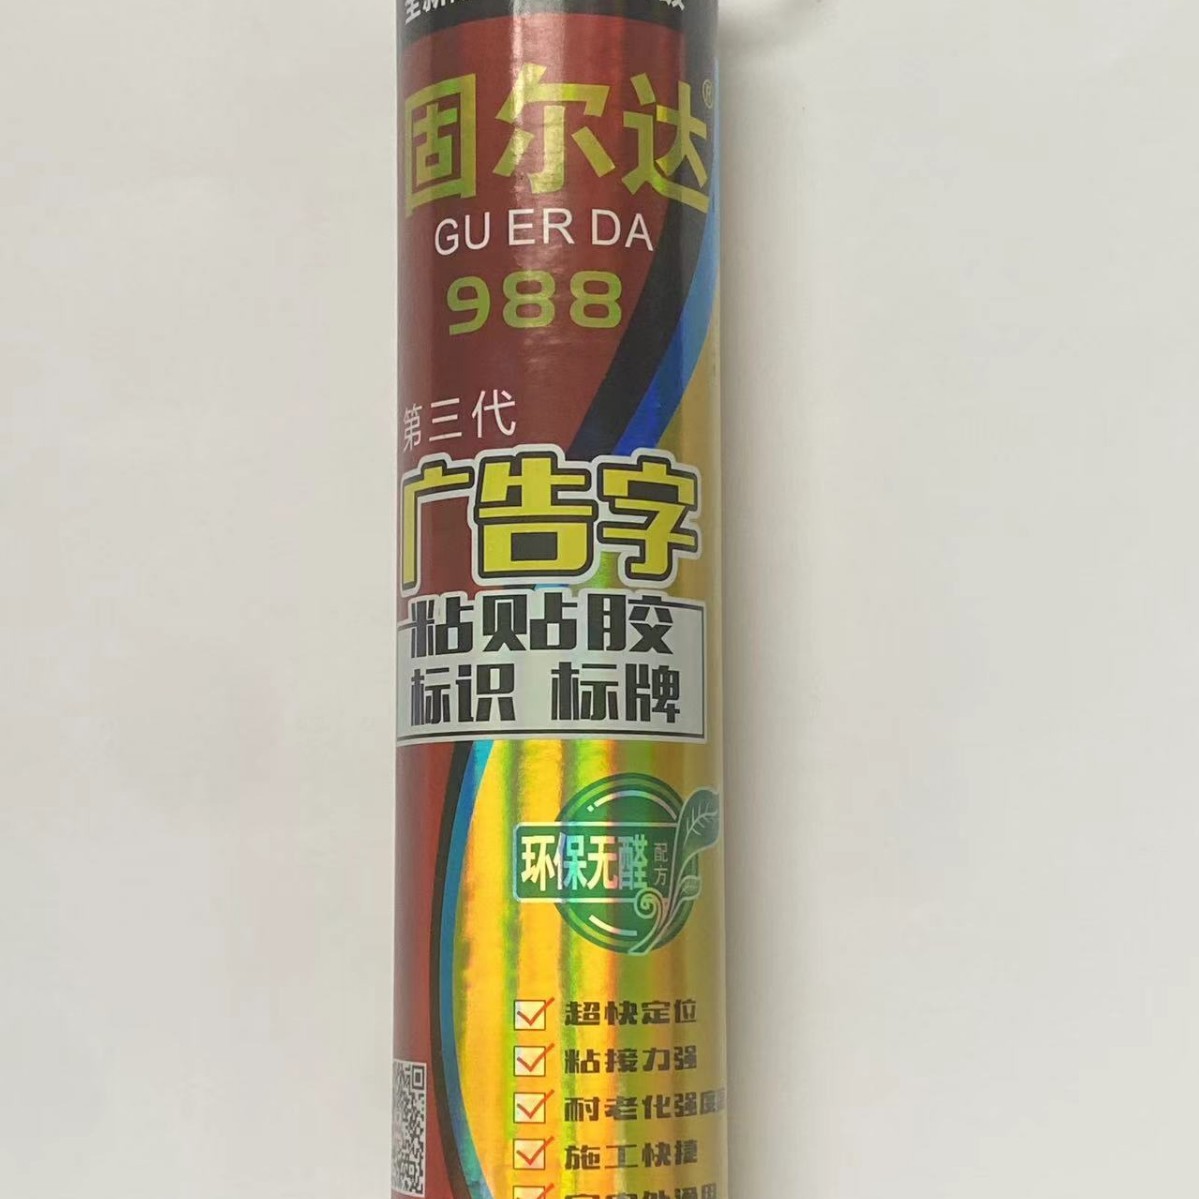 固尔达®
GU ER DA
988
第三代
广告字
粘贴胶
标识 标牌
环保无醛
配方
超快定位
粘接力强
耐老化强度
施工快捷